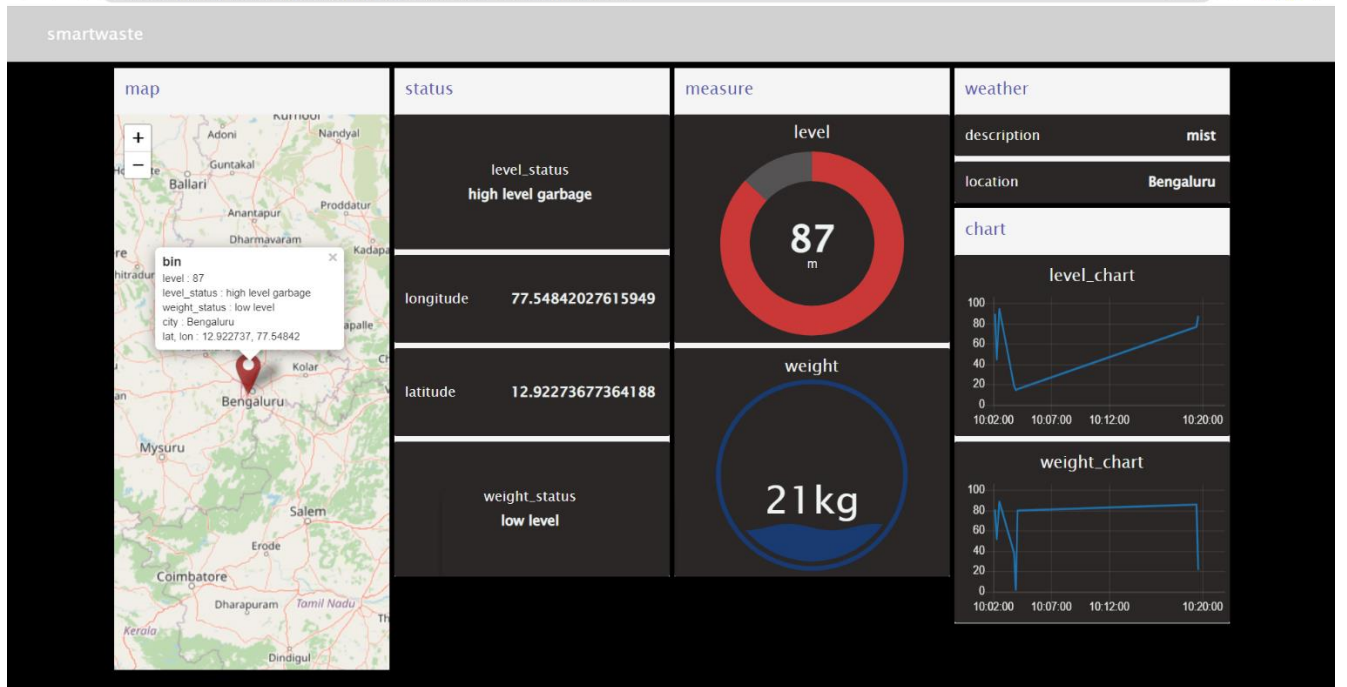 smartwaste
map
+
−
Adoni
Nandyal
Guntakal
Ballari
Proddatur
Anantapur
Dharmavaram
bin
×
level : 87
level_status : high level garbage
weight_status : low level
city : Bengaluru
lat, lon : 12.922737, 77.54842
Kolar
Bengaluru
Mysuru
Salem
Erode
Coimbatore
Dharapuram
Tamil Nadu
Kerala
Dindigul
status
level_status
high level garbage
longitude 77.54842027615949
latitude 12.92273677364188
weight_status
low level
measure
level
87
m
weight
21kg
weather
description mist
location Bengaluru
chart
level_chart
100
80
60
40
20
0
10:02:00 10:07:00 10:12:00 10:20:00
weight_chart
100
80
60
40
20
0
10:02:00 10:07:00 10:12:00 10:20:00